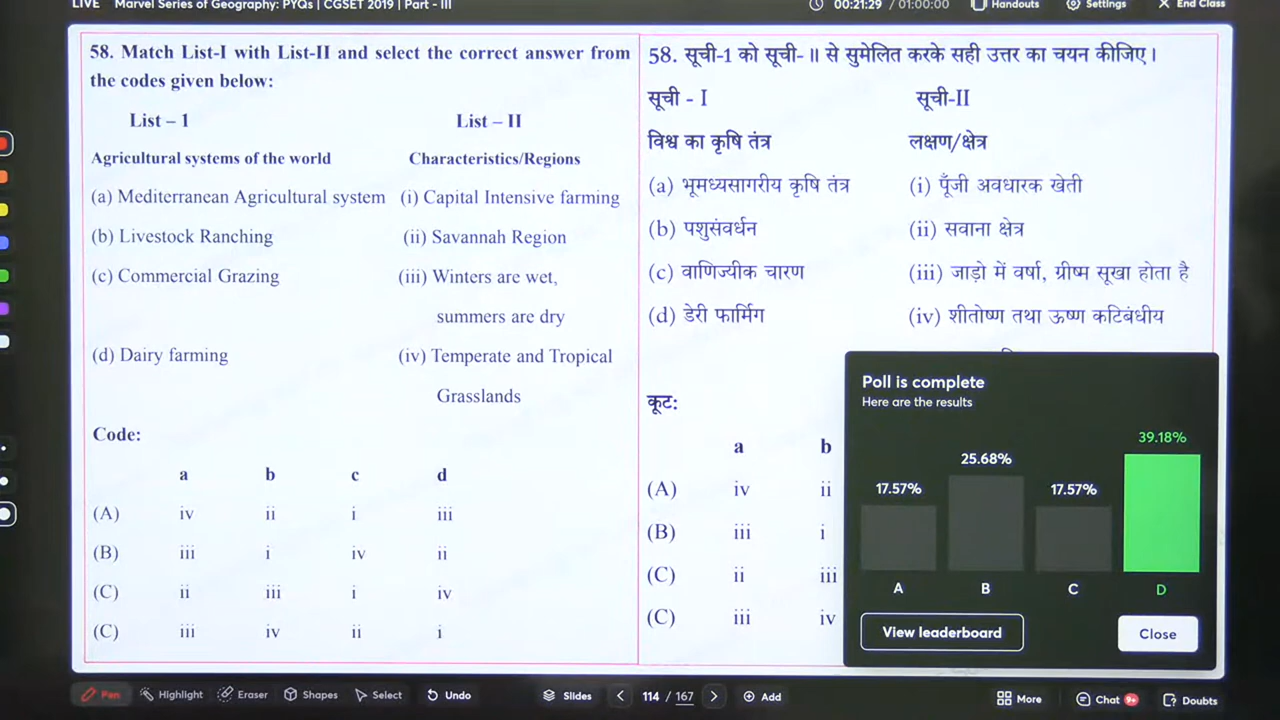 LIVE Marvel Series of Geography: PYQs | CGSET 2019 | Part - III 00:21:29 / 01:00:00 Handouts Settings End Class
58. Match List-I with List-II and select the correct answer from
the codes given below:
List – 1 List – II
Agricultural systems of the world Characteristics/Regions
(a) Mediterranean Agricultural system (i) Capital Intensive farming
(b) Livestock Ranching (ii) Savannah Region
(c) Commercial Grazing (iii) Winters are wet,
summers are dry
(d) Dairy farming (iv) Temperate and Tropical
Grasslands
Code:
a b c d
(A) iv ii i iii
(B) iii i iv ii
(C) ii iii i iv
(C) iii iv ii i
58. सूची-1 को सूची- II से सुमेलित करके सही उत्तर का चयन कीजिए।
सूची - I सूची-II
विश्व का कृषि तंत्र लक्षण/क्षेत्र
(a) भूमध्यसागरीय कृषि तंत्र (i) पूँजी अवधारक खेती
(b) पशुसंवर्धन (ii) सवाना क्षेत्र
(c) वाणिज्यीक चारण (iii) जाड़ो में वर्षा, ग्रीष्म सूखा होता है
(d) डेरी फार्मिग (iv) शीतोष्ण तथा ऊष्ण कटिबंधीय
कूट:
a b
(A) iv ii
(B) iii i
(C) ii iii
(C) iii iv
Poll is complete
Here are the results
17.57% 25.68% 17.57% 39.18%
A B C D
View leaderboard Close
Pen Highlight Eraser Shapes Select Undo Slides 114 / 167 Add More Chat 9+ Doubts